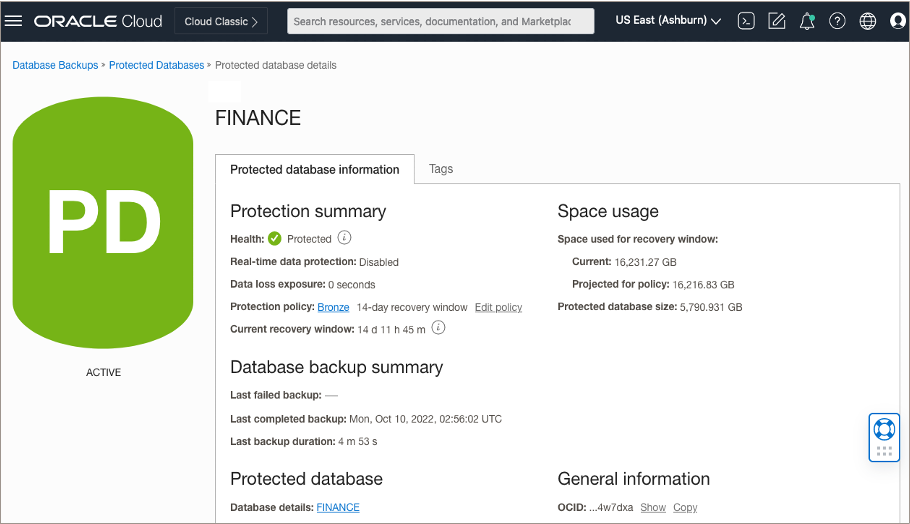 ORACLE Cloud
Cloud Classic >
Search resources, services, documentation, and Marketplac
US East (Ashburn)
Database Backups » Protected Databases » Protected database details
PD
ACTIVE
FINANCE
Protected database information
Tags
Protection summary
Health: Protected i
Real-time data protection: Disabled
Data loss exposure: 0 seconds
Protection policy: Bronze 14-day recovery window Edit policy
Current recovery window: 14 d 11 h 45 m i
Space usage
Space used for recovery window:
Current: 16,231.27 GB
Projected for policy: 16,216.83 GB
Protected database size: 5,790.931 GB
Database backup summary
Last failed backup: —
Last completed backup: Mon, Oct 10, 2022, 02:56:02 UTC
Last backup duration: 4 m 53 s
Protected database
Database details: FINANCE
General information
OCID: ...4w7dxa Show Copy